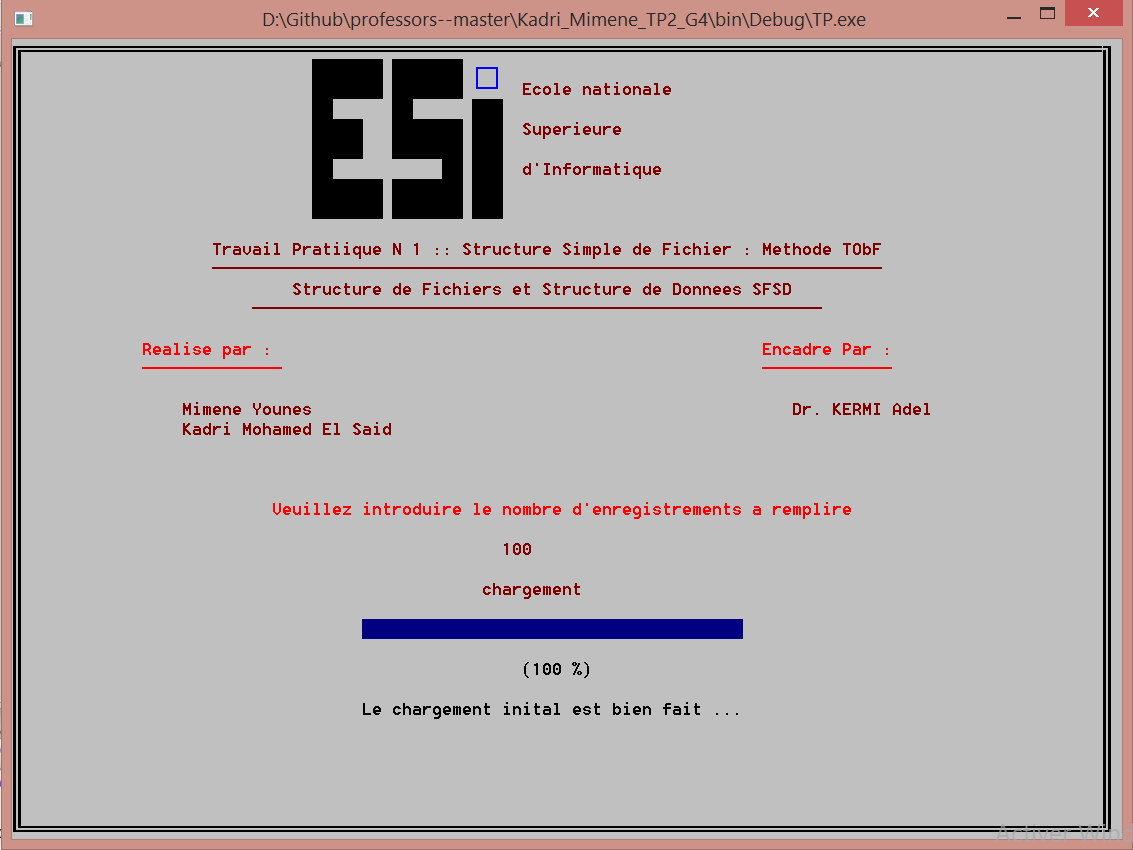 D:\Github\professors--master\Kadri_Mimene_TP2_G4\bin\Debug\TP.exe
ESI
Ecole nationale
Superieure
d'Informatique
Travail Pratiique N 1 :: Structure Simple de Fichier : Methode TObF
Structure de Fichiers et Structure de Donnees SFSD
Realise par :
Encadre Par :
Mimene Younes
Dr. KERMI Adel
Kadri Mohamed El Said
Veuillez introduire le nombre d'enregistrements a remplire
100
chargement
(100 %)
Le chargement inital est bien fait ...
Activer Win